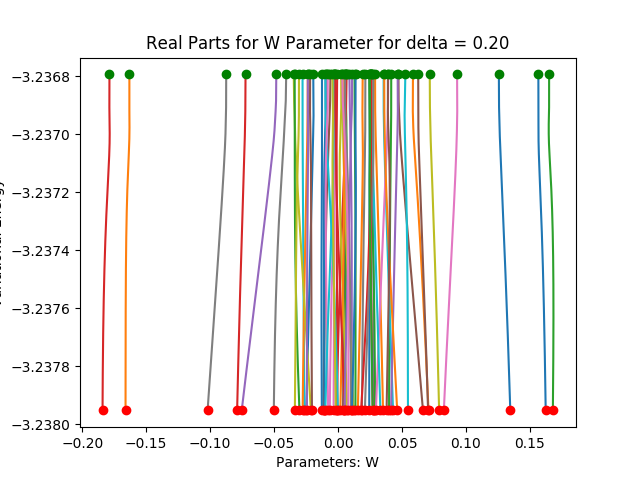 Real Parts for W Parameter for delta = 0.20
−3.2368
−3.2370
−3.2372
−3.2374
−3.2376
−3.2378
−3.2380
−0.20 −0.15 −0.10 −0.05 0.00 0.05 0.10 0.15
Parameters: W